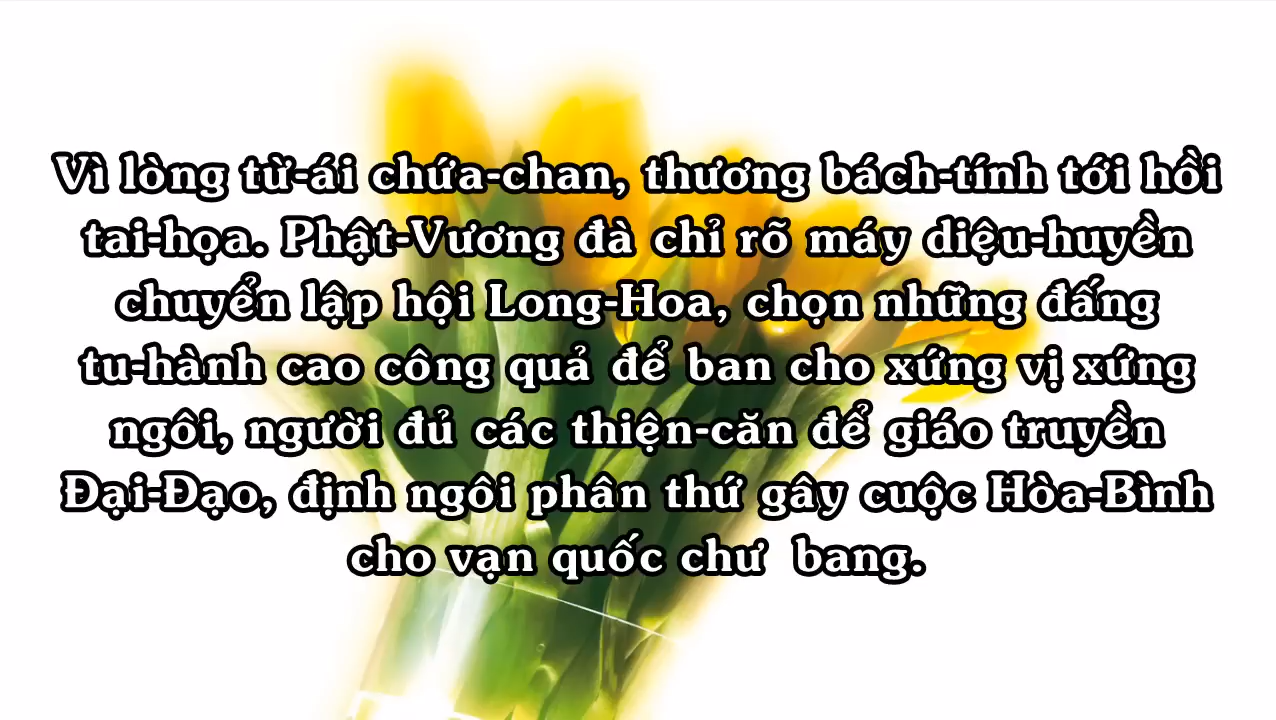 Vì lòng từ-ái chứa-chan, thương bách-tính tới hồi
tai-họa. Phật-Vương đà chỉ rõ máy diệu-huyền
chuyển lập hội Long-Hoa, chọn những đấng
tu-hành cao công quả để ban cho xứng vị xứng
ngôi, người đủ các thiện-căn để giáo truyền
Đại-Đạo, định ngôi phân thứ gây cuộc Hòa-Bình
cho vạn quốc chư bang.